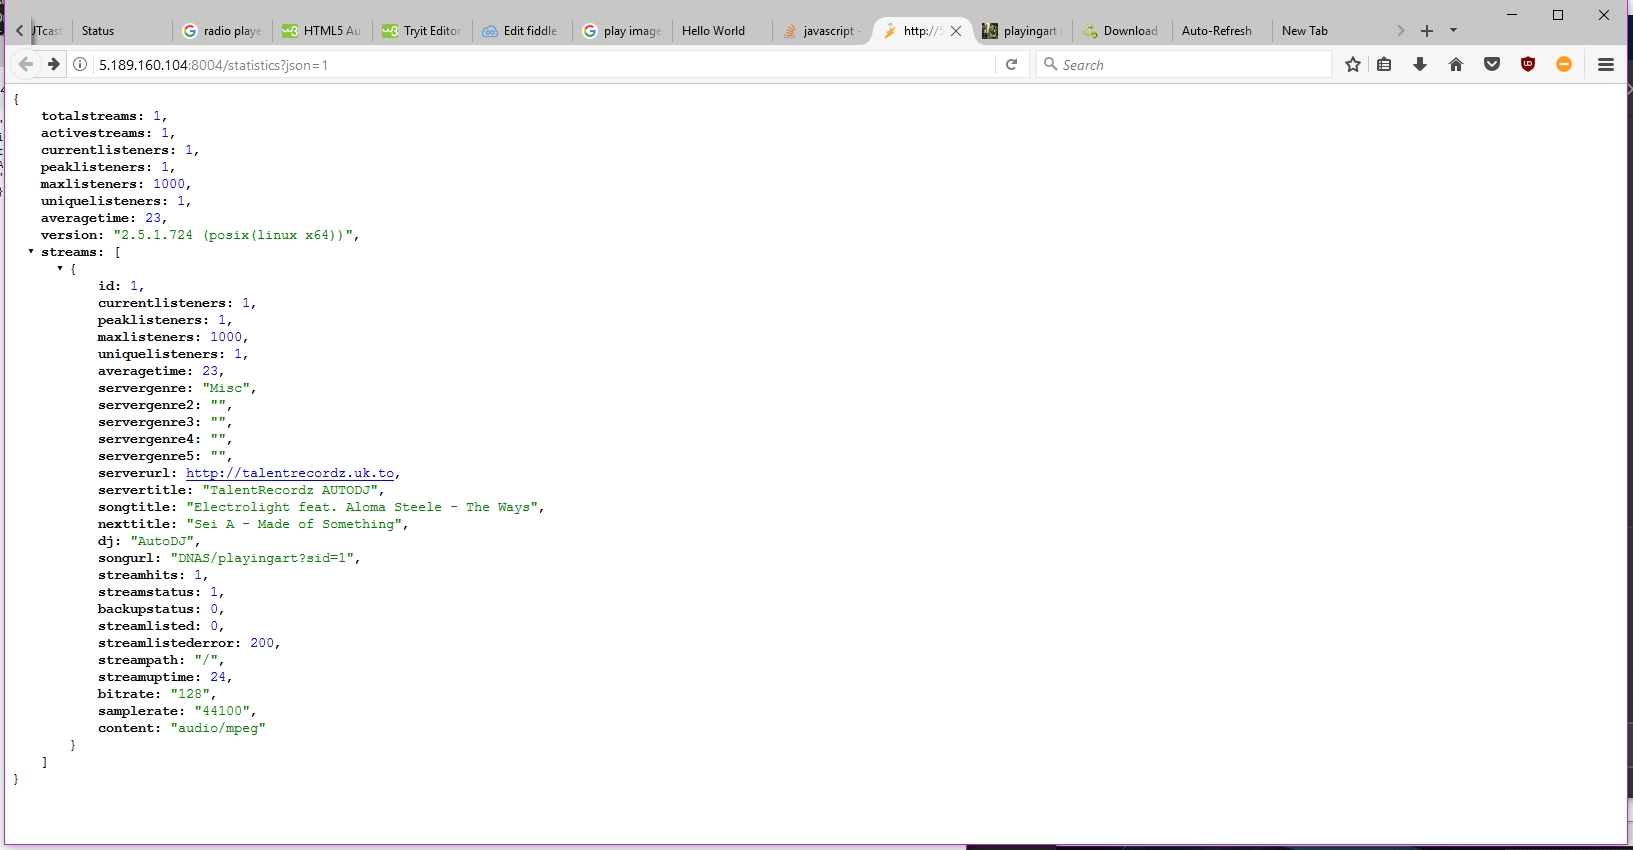 JTcast
Status
radio playe
HTML5 Au
Tryit Editor
Edit fiddle
play image
Hello World
javascript -
http://5
playingart
Download
Auto-Refresh
New Tab
5.189.160.104:8004/statistics?json=1
Search
{
totalstreams: 1,
activestreams: 1,
currentlisteners: 1,
peaklisteners: 1,
maxlisteners: 1000,
uniquelisteners: 1,
averagetime: 23,
version: "2.5.1.724 (posix(linux x64))",
streams: [
{
id: 1,
currentlisteners: 1,
peaklisteners: 1,
maxlisteners: 1000,
uniquelisteners: 1,
averagetime: 23,
servergenre: "Misc",
servergenre2: "",
servergenre3: "",
servergenre4: "",
servergenre5: "",
serverurl: http://talentrecordz.uk.to,
servertitle: "TalentRecordz AUTODJ",
songtitle: "Electrolight feat. Aloma Steele - The Ways",
nexttitle: "Sei A - Made of Something",
dj: "AutoDJ",
songurl: "DNAS/playingart?sid=1",
streamhits: 1,
streamstatus: 1,
backupstatus: 0,
streamlisted: 0,
streamlistederror: 200,
streampath: "/",
streamuptime: 24,
bitrate: "128",
samplerate: "44100",
content: "audio/mpeg"
}
]
}